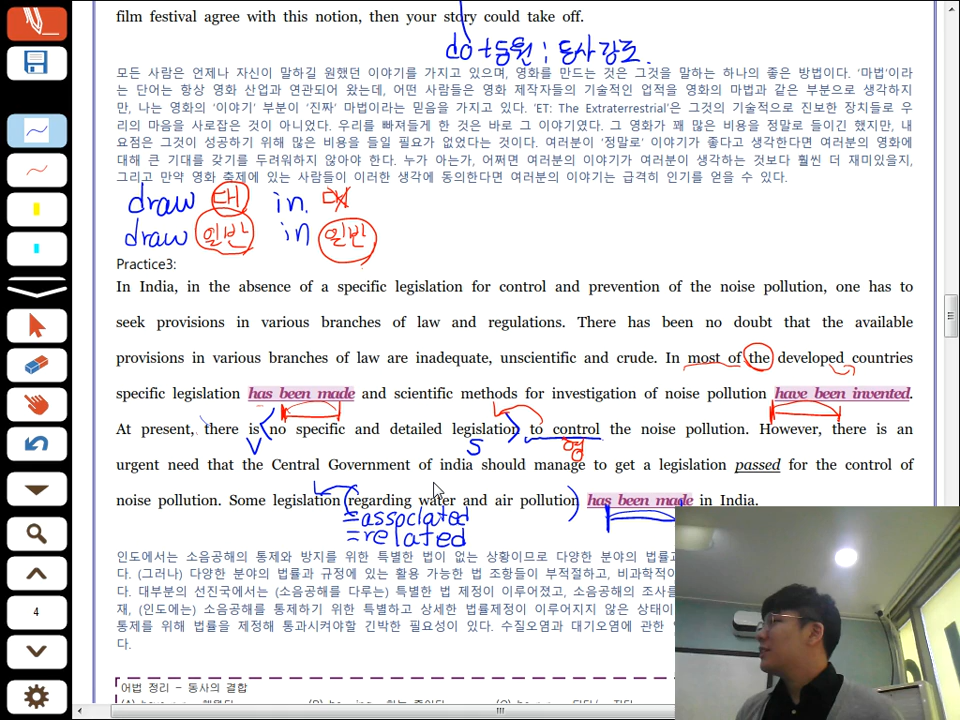 film festival agree with this notion, then your story could take off.
do + 동원 ; 동사 강조.
모든 사람은 언제나 자신이 말하길 원했던 이야기를 가지고 있으며, 영화를 만드는 것은 그것을 말하는 하나의 좋은 방법이다. '마법'이라
는 단어는 항상 영화 산업과 연관되어 왔는데, 어떤 사람들은 영화 제작자들의 기술적인 업적을 영화의 마법과 같은 부분으로 생각하지
만, 나는 영화의 '이야기' 부분이 '진짜' 마법이라는 믿음을 가지고 있다. 'ET: The Extraterrestrial'은 그것의 기술적으로 진보한 장치들로 우
리의 마음을 사로잡은 것이 아니었다. 우리를 빠져들게 한 것은 바로 그 이야기였다. 그 영화가 꽤 많은 비용을 정말로 들이긴 했지만, 내
요점은 그것이 성공하기 위해 많은 비용을 들일 필요가 없었다는 것이다. 여러분이 '정말로' 이야기가 좋다고 생각한다면 여러분의 영화에
대해 큰 기대를 갖기를 두려워하지 않아야 한다. 누가 아는가, 어쩌면 여러분의 이야기가 여러분이 생각하는 것보다 훨씬 더 재미있을지,
그리고 만약 영화 축제에 있는 사람들이 이러한 생각에 동의한다면 여러분의 이야기는 급격히 인기를 얻을 수 있다.
draw 대 in. 대
draw 일반 in 일반
Practice3:
In India, in the absence of a specific legislation for control and prevention of the noise pollution, one has to
seek provisions in various branches of law and regulations. There has been no doubt that the available
provisions in various branches of law are inadequate, unscientific and crude. In most of the developed countries
specific legislation has been made and scientific methods for investigation of noise pollution have been invented.
At present, there is no specific and detailed legislation to control the noise pollution. However, there is an
V S 형
urgent need that the Central Government of india should manage to get a legislation passed for the control of
noise pollution. Some legislation (regarding water and air pollution) has been made in India.
=associated
=related
인도에서는 소음공해의 통제와 방지를 위한 특별한 법이 없는 상황이므로 다양한 분야의 법률과
다. (그러나) 다양한 분야의 법률과 규정에 있는 활용 가능한 법 조항들이 부적절하고, 비과학적이
다. 대부분의 선진국에서는 (소음공해를 다루는) 특별한 법 제정이 이루어졌고, 소음공해의 조사를
재, (인도에는) 소음공해를 통제하기 위한 특별하고 상세한 법률제정이 이루어지지 않은 상태이
통제를 위해 법률을 제정해 통과시켜야할 긴박한 필요성이 있다. 수질오염과 대기오염에 관한
다.
어법 정리 – 동사의 결합
4